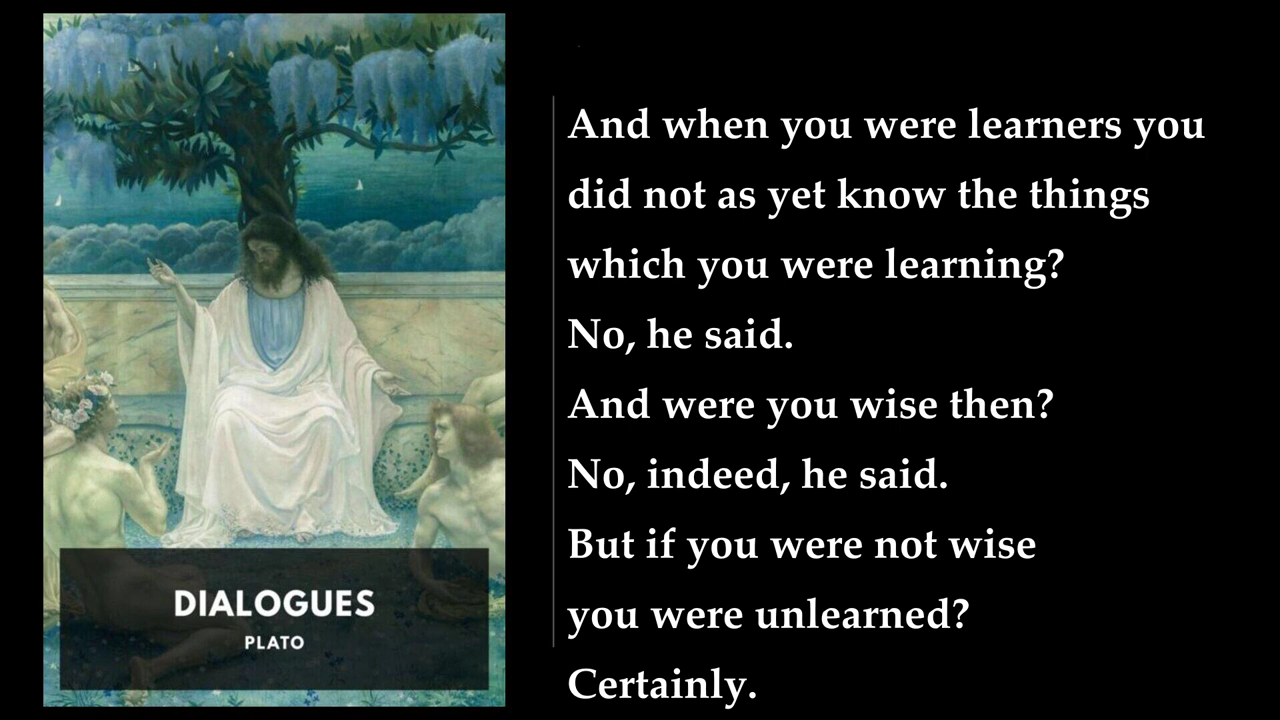 DIALOGUES
PLATO
And when you were learners you
did not as yet know the things
which you were learning?
No, he said.
And were you wise then?
No, indeed, he said.
But if you were not wise
you were unlearned?
Certainly.